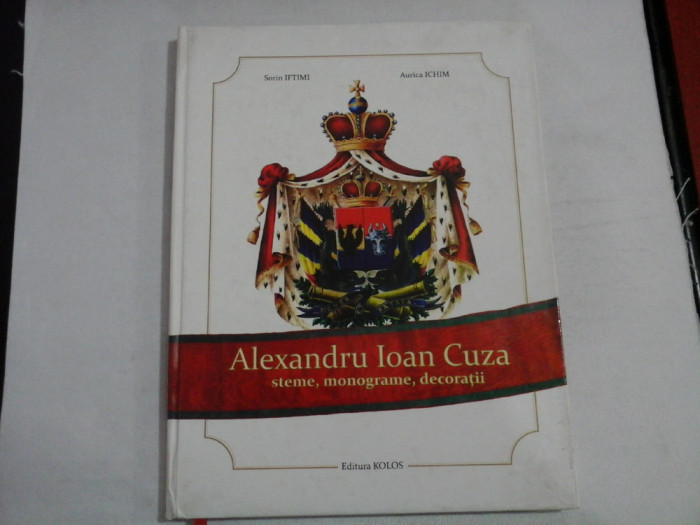 Sorin IFTIMI Aurica ICHIM
Alexandru Ioan Cuza
steme, monograme, decorații
Editura KOLOS